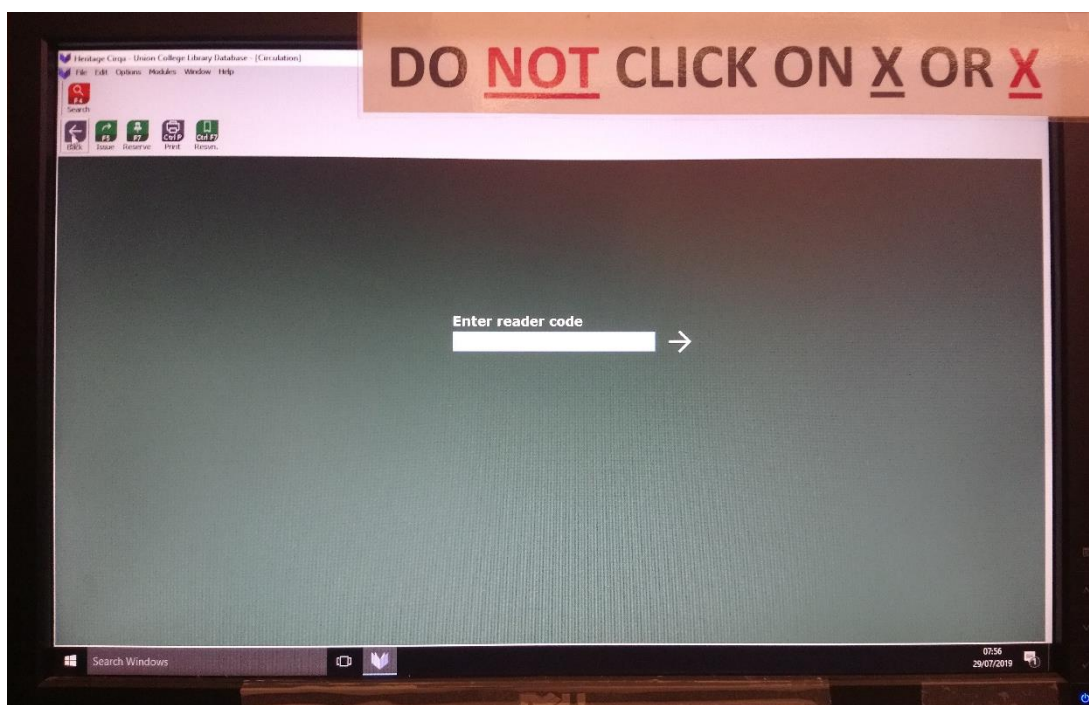 DO NOT CLICK ON X OR X
Heritage Cirqa - Union College Library Database - [Circulation]
File Edit Options Modules Window Help
F4
Search
F5 F7 Ctrl P Ctrl F7
Back Issue Reserve Print
Enter reader code
Search Windows
07:56
29/07/2019
1